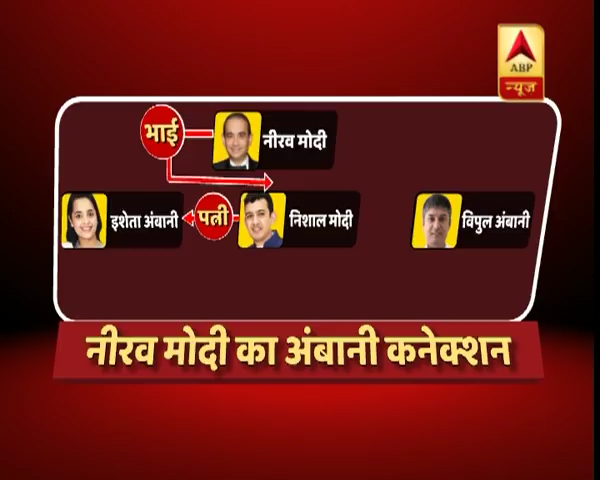 ABP
न्यूज़
भाई
नीरव मोदी
इशेता अंबानी
पत्नी
निशाल मोदी
विपुल अंबानी
नीरव मोदी का अंबानी कनेक्शन